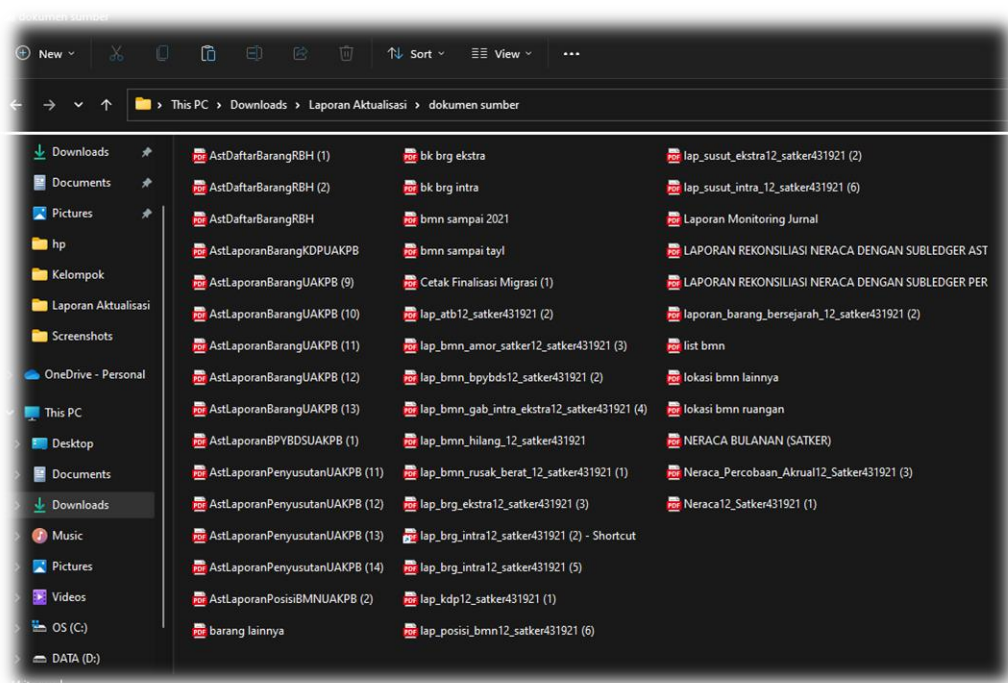 dokumen sumber
New
Sort
View
This PC > Downloads > Laporan Aktualisasi > dokumen sumber
Downloads
Documents
Pictures
hp
Kelompok
Laporan Aktualisasi
Screenshots
OneDrive - Personal
This PC
Desktop
Documents
Downloads
Music
Pictures
Videos
OS (C:)
DATA (D:)
AstDaftarBarangRBH (1)
AstDaftarBarangRBH (2)
AstDaftarBarangRBH
AstLaporanBarangKDPUAKPB
AstLaporanBarangUAKPB (9)
AstLaporanBarangUAKPB (10)
AstLaporanBarangUAKPB (11)
AstLaporanBarangUAKPB (12)
AstLaporanBarangUAKPB (13)
AstLaporanBPYBDSUAKPB (1)
AstLaporanPenyusutanUAKPB (11)
AstLaporanPenyusutanUAKPB (12)
AstLaporanPenyusutanUAKPB (13)
AstLaporanPenyusutanUAKPB (14)
AstLaporanPosisiBMNUAKPB (2)
barang lainnya
bk brg ekstra
bk brg intra
bmn sampai 2021
bmn sampai tayl
Cetak Finalisasi Migrasi (1)
lap_atb12_satker431921 (2)
lap_bmn_amor_satker12_satker431921 (3)
lap_bmn_bpybds12_satker431921 (2)
lap_bmn_gab_intra_ekstra12_satker431921 (4)
lap_bmn_hilang_12_satker431921
lap_bmn_rusak_berat_12_satker431921 (1)
lap_brg_ekstra12_satker431921 (3)
lap_brg_intra12_satker431921 (2) - Shortcut
lap_brg_intra12_satker431921 (5)
lap_kdp12_satker431921 (1)
lap_posisi_bmn12_satker431921 (6)
lap_susut_ekstra12_satker431921 (2)
lap_susut_intra_12_satker431921 (6)
Laporan Monitoring Jurnal
LAPORAN REKONSILIASI NERACA DENGAN SUBLEDGER AST
LAPORAN REKONSILIASI NERACA DENGAN SUBLEDGER PER
laporan_barang_bersejarah_12_satker431921 (2)
list bmn
lokasi bmn lainnya
lokasi bmn ruangan
NERACA BULANAN (SATKER)
Neraca_Percobaan_Akrual12_Satker431921 (3)
Neraca12_Satker431921 (1)